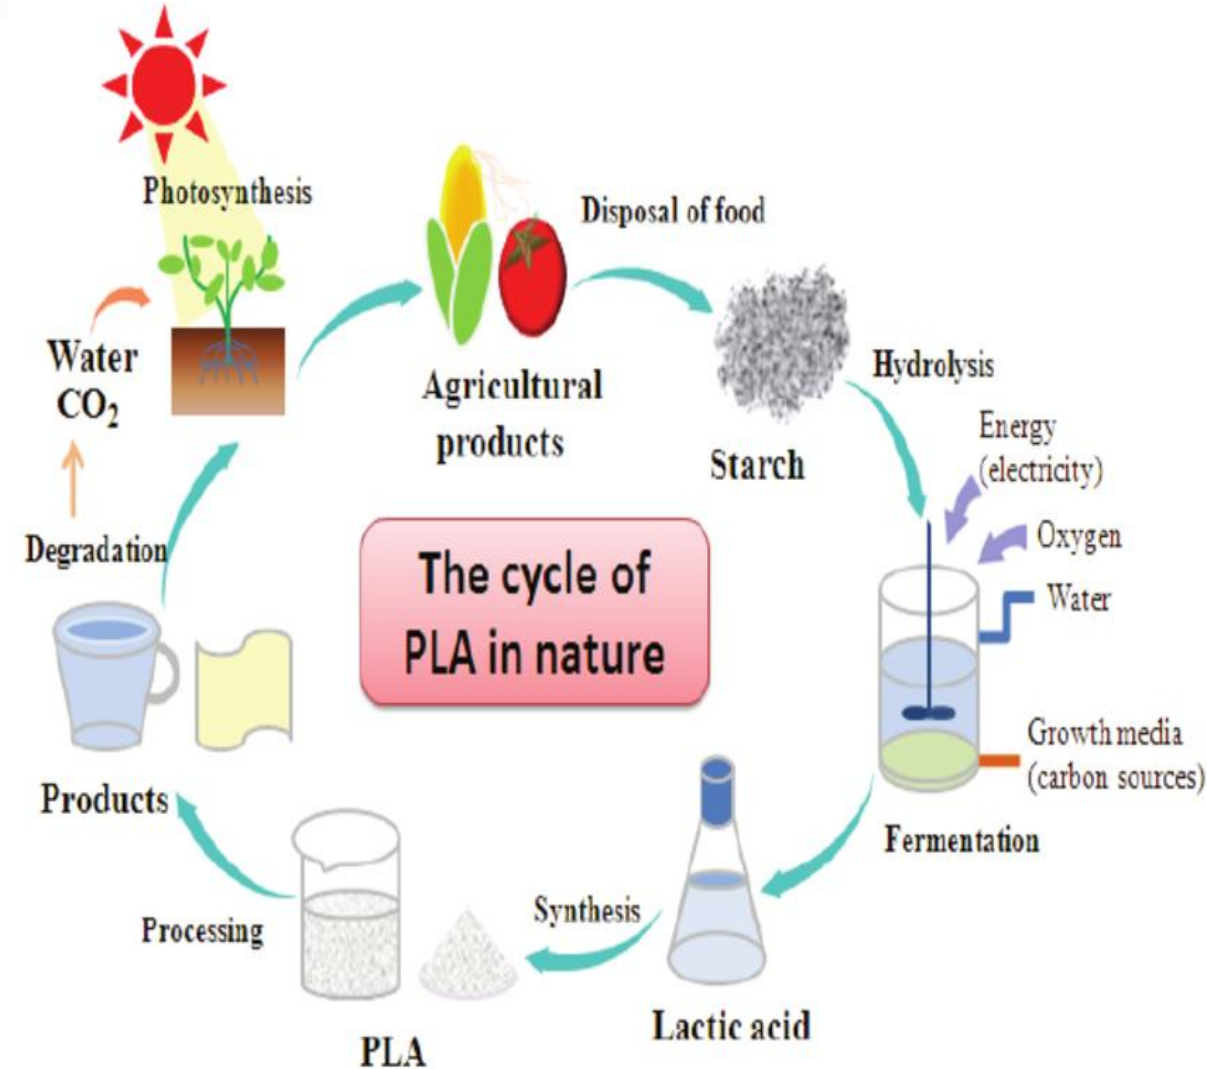 Photosynthesis
Disposal of food
Water
CO₂
Agricultural
products
Starch
Hydrolysis
Energy
(electricity)
Oxygen
Water
Growth media
(carbon sources)
Fermentation
Degradation
The cycle of
PLA in nature
Products
Processing
Synthesis
Lactic acid
PLA